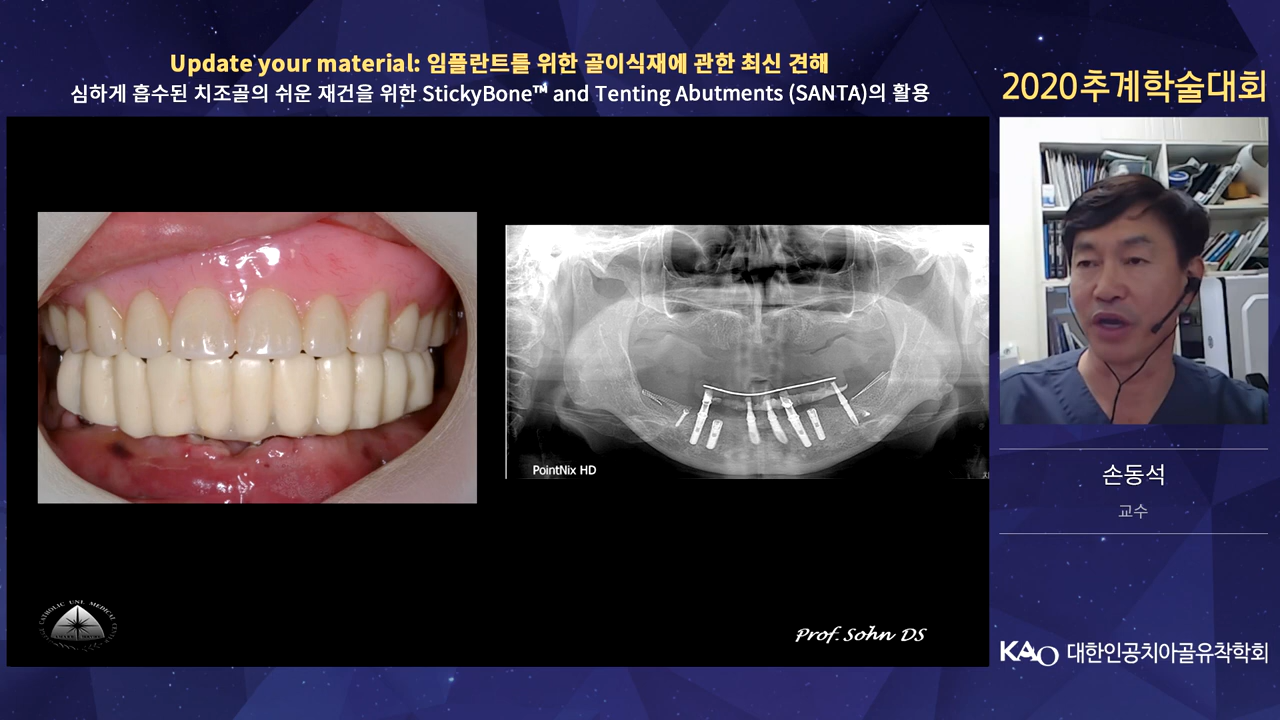 Update your material: 임플란트를 위한 골이식재에 관한 최신 견해
심하게 흡수된 치조골의 쉬운 재건을 위한 StickyBone™ and Tenting Abutments (SANTA)의 활용
2020추계학술대회
PointNix HD
손동석
교수
CATHOLIC UNI. MEDICAL CENTER
Prof. Sohn DS
KAO 대한인공치아골유착학회